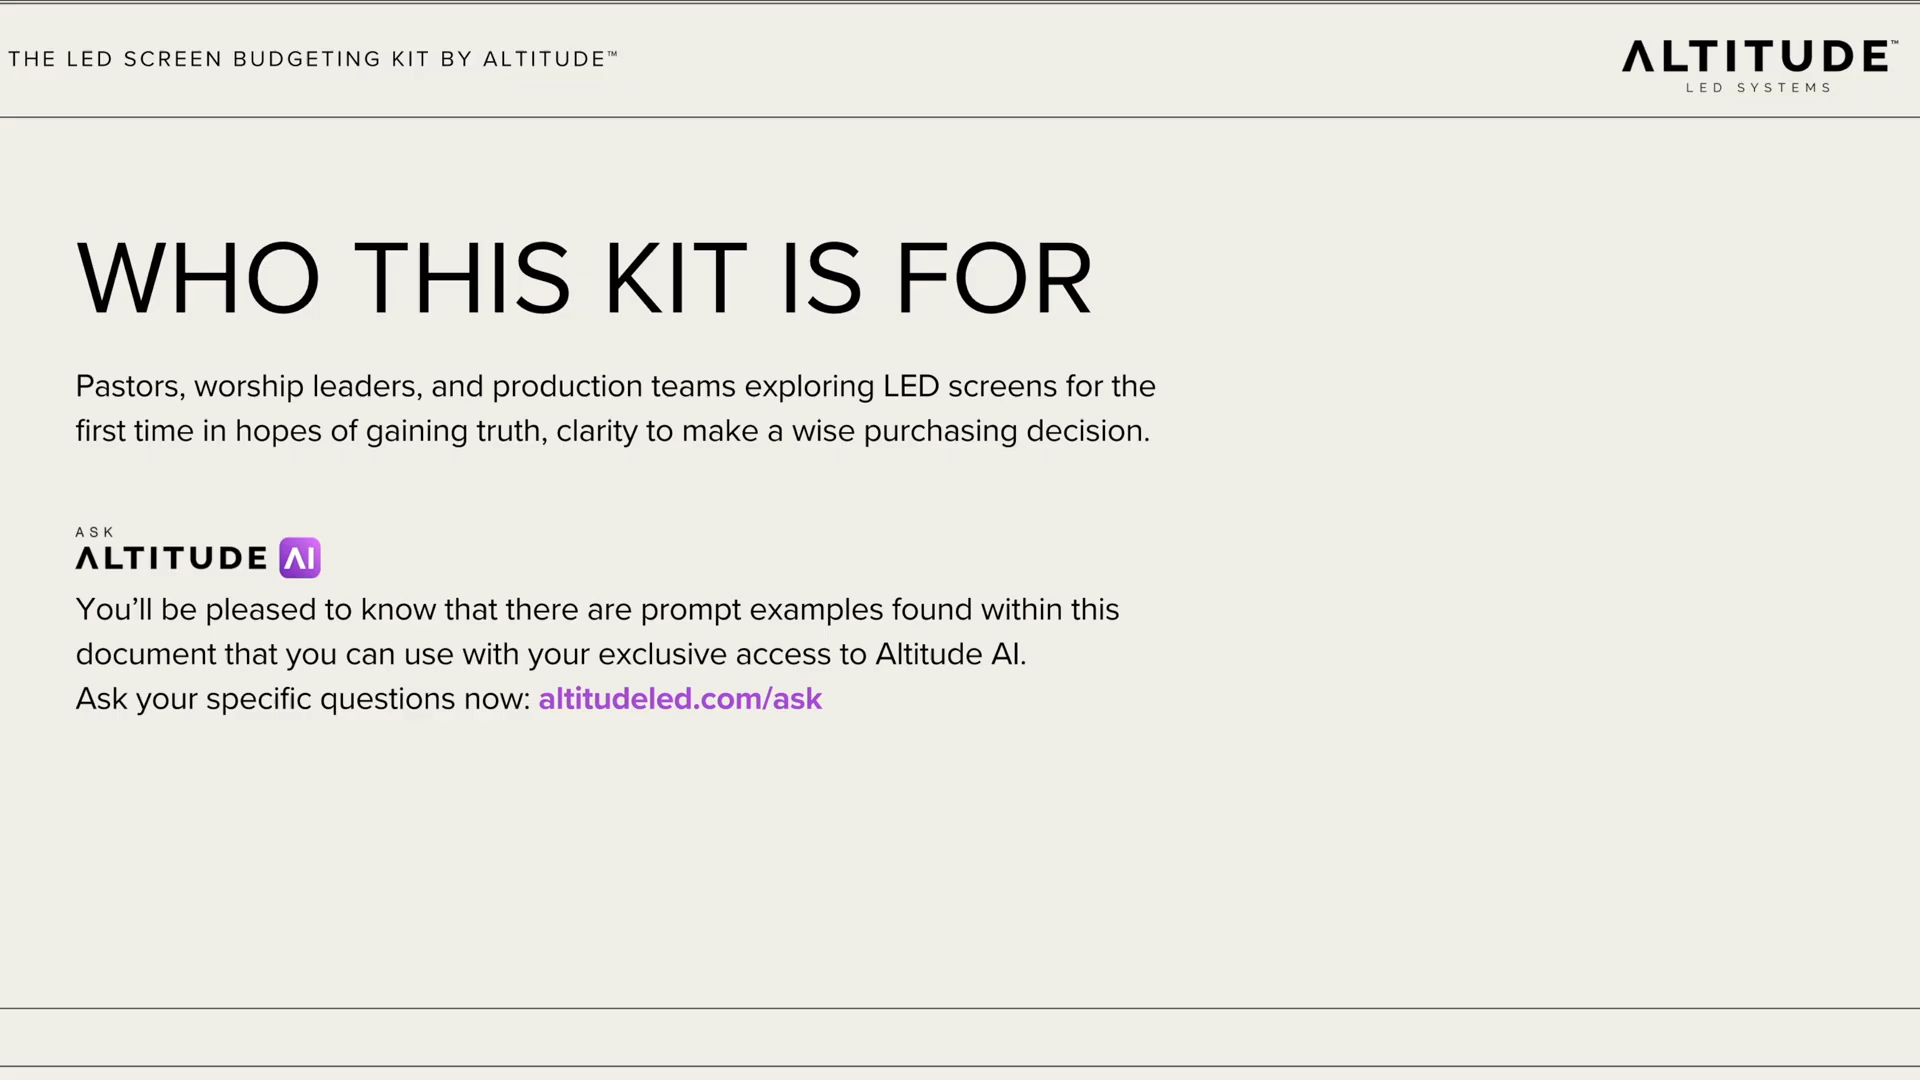 THE LED SCREEN BUDGETING KIT BY ALTITUDE™
ALTITUDE™
LED SYSTEMS
WHO THIS KIT IS FOR
Pastors, worship leaders, and production teams exploring LED screens for the
first time in hopes of gaining truth, clarity to make a wise purchasing decision.
ASK
ALTITUDE AI
You’ll be pleased to know that there are prompt examples found within this
document that you can use with your exclusive access to Altitude AI.
Ask your specific questions now: altitudeled.com/ask